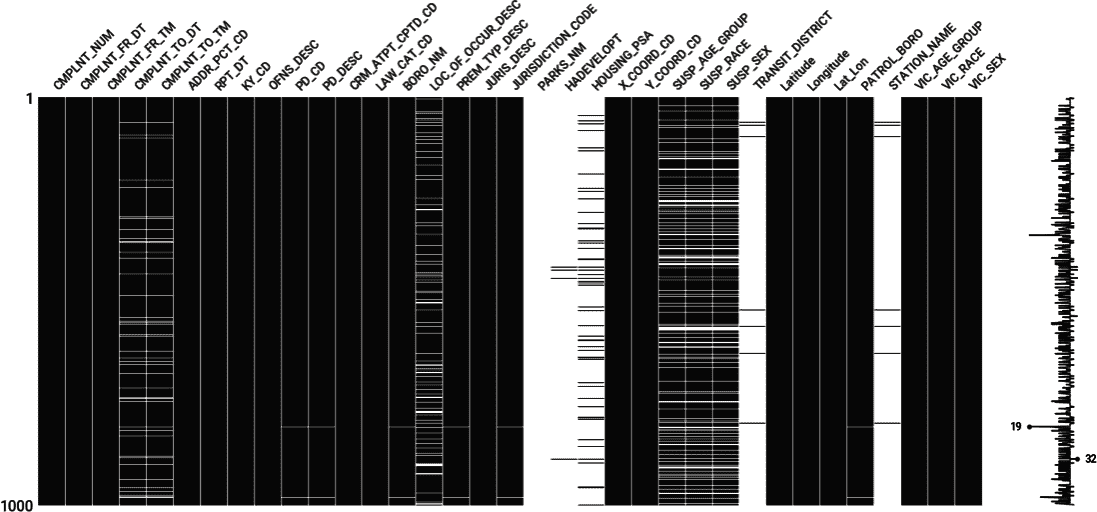 CMPLNT_NUM
CMPLNT_FR_DT
CMPLNT_FR_TM
CMPLNT_TO_DT
CMPLNT_TO_TM
ADDR_PCT_CD
RPT_DT
KY_CD
OFNS_DESC
PD_CD
PD_DESC
CRM_ATPT_CPTD_CD
LAW_CAT_CD
BORO_NM
LOC_OF_OCCUR_DESC
PREM_TYP_DESC
JURIS_DESC
JURISDICTION_CODE
PARKS_NM
HADEVELOPT
HOUSING_PSA
X_COORD_CD
Y_COORD_CD
SUSP_AGE_GROUP
SUSP_RACE
SUSP_SEX
TRANSIT_DISTRICT
Latitude
Longitude
Lat_Lon
PATROL_BORO
STATION_NAME
VIC_AGE_GROUP
VIC_RACE
VIC_SEX
1
19
32
1000